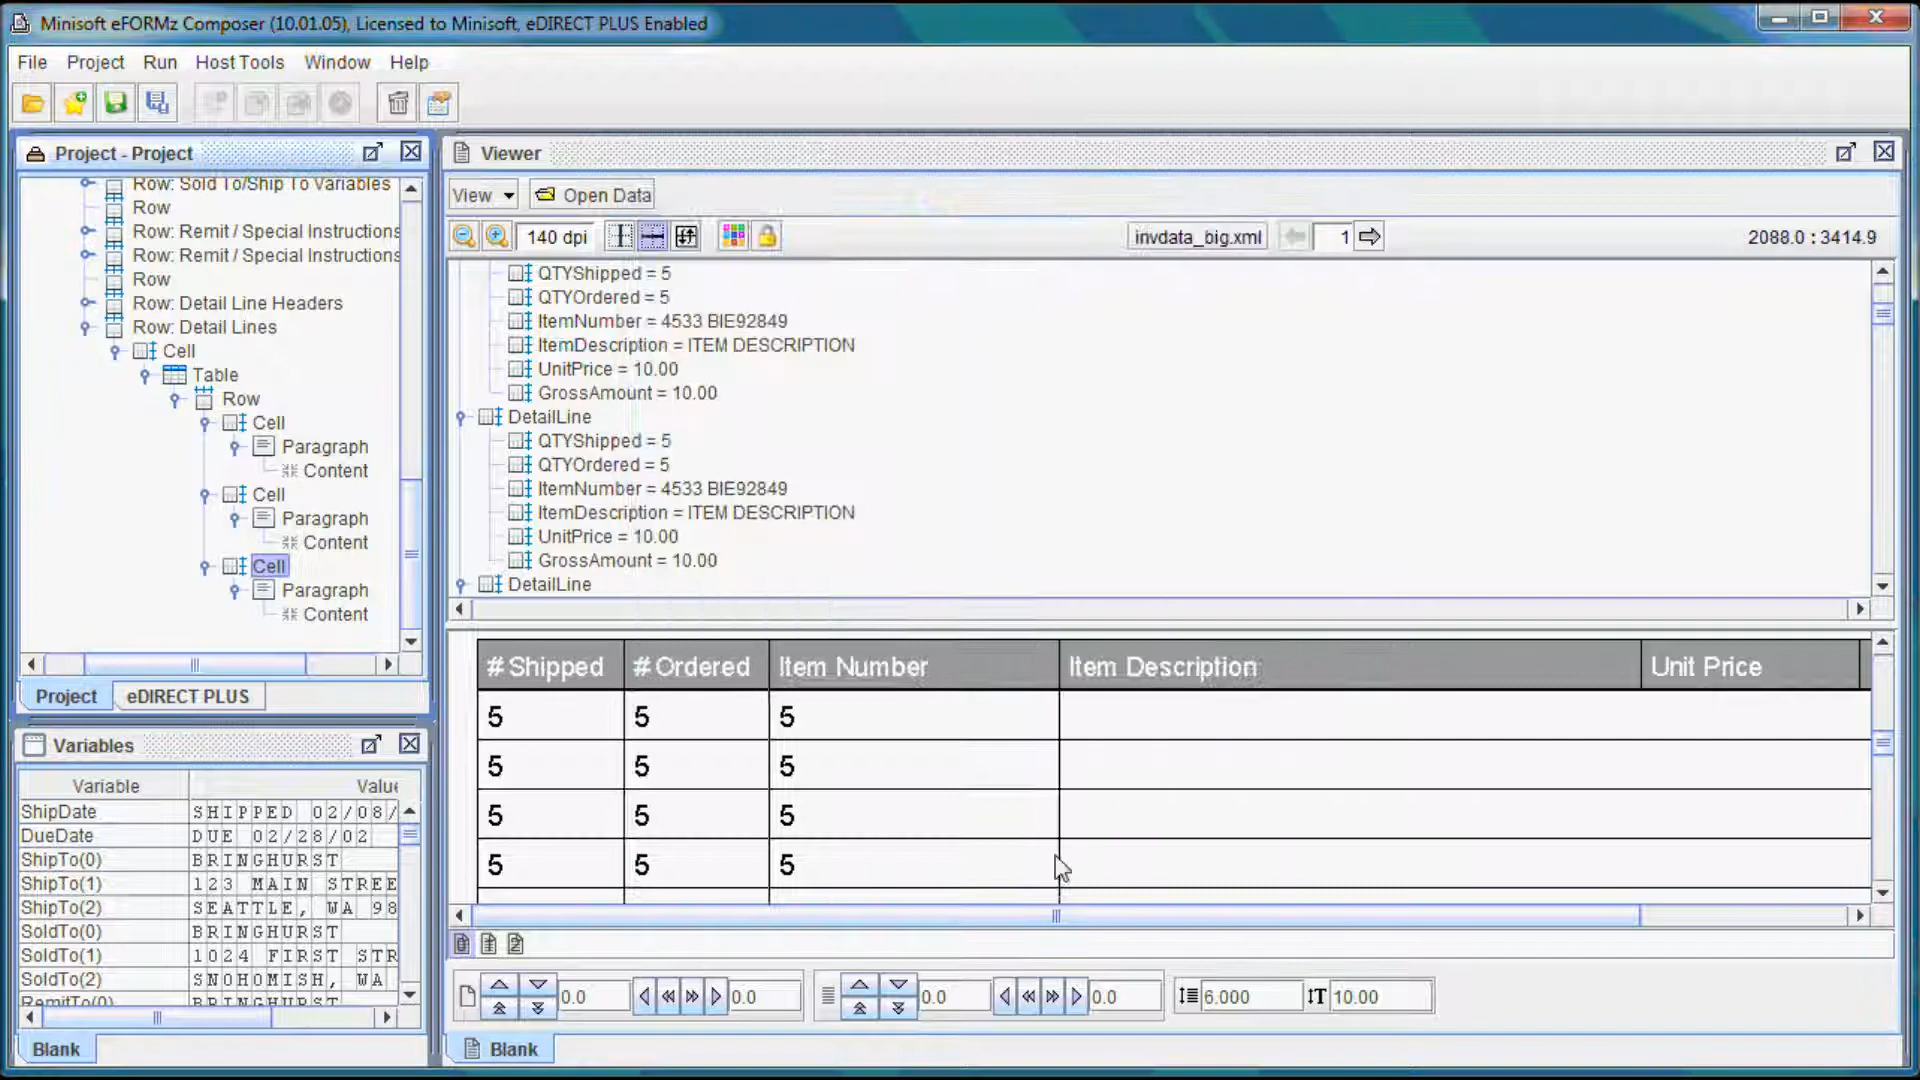 Minisoft eFORMz Composer (10.01.05), Licensed to Minisoft, eDIRECT PLUS Enabled
File Project Run Host Tools Window Help
Project - Project
Row: Sold To/Ship To Variables
Row
Row: Remit / Special Instructions
Row: Remit / Special Instructions
Row
Row: Detail Line Headers
Row: Detail Lines
Cell
Table
Row
Cell
Paragraph
Content
Cell
Paragraph
Content
Cell
Paragraph
Content
Project eDIRECT PLUS
Variables
Variable Value
ShipDate SHIPPED 02/08/
DueDate DUE 02/28/02
ShipTo(0) BRINGHURST
ShipTo(1) 123 MAIN STREE
ShipTo(2) SEATTLE, WA 98
SoldTo(0) BRINGHURST
SoldTo(1) 1024 FIRST STR
SoldTo(2) SNOHOMISH, WA
RemitTo(0) BRINGHURST
Blank
Viewer
View Open Data
140 dpi invdata_big.xml 1 2088.0 : 3414.9
QTYShipped = 5
QTYOrdered = 5
ItemNumber = 4533 BIE92849
ItemDescription = ITEM DESCRIPTION
UnitPrice = 10.00
GrossAmount = 10.00
DetailLine
QTYShipped = 5
QTYOrdered = 5
ItemNumber = 4533 BIE92849
ItemDescription = ITEM DESCRIPTION
UnitPrice = 10.00
GrossAmount = 10.00
DetailLine
# Shipped # Ordered Item Number Item Description Unit Price
5 5 5
5 5 5
5 5 5
5 5 5
0 1 2
0.0 0.0 0.0 0.0 6.000 10.00
Blank